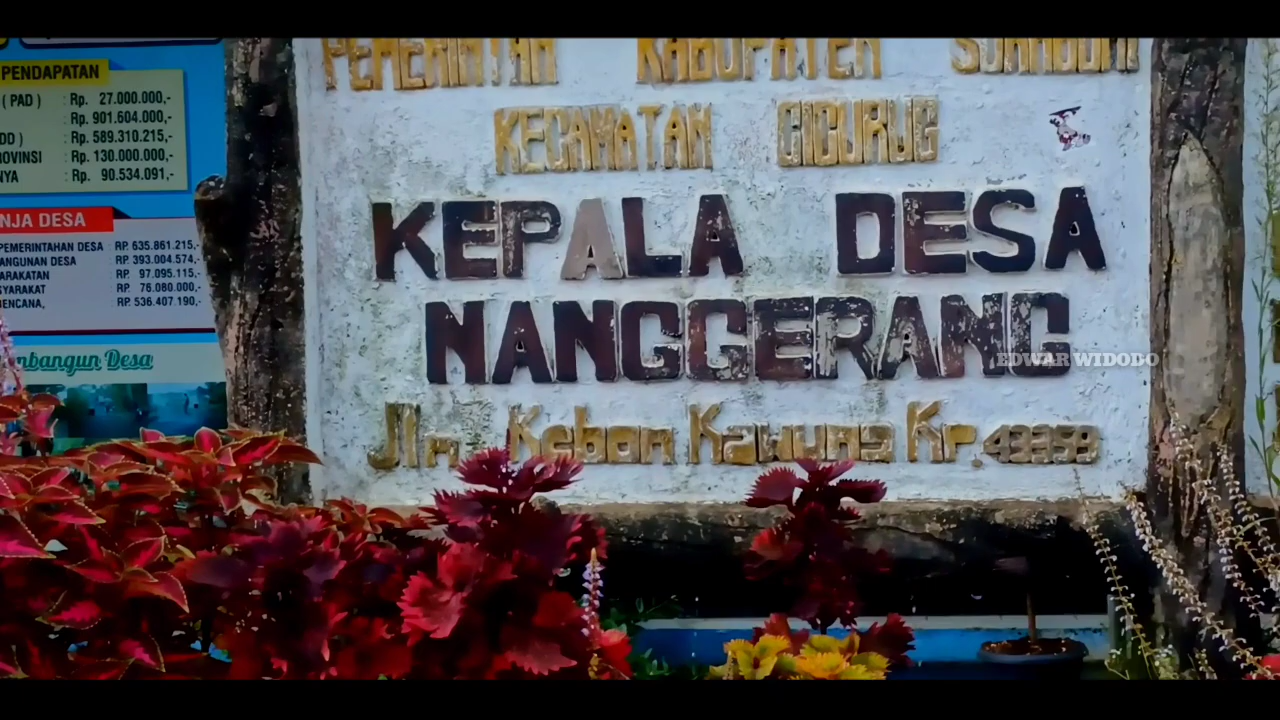 PENDAPATAN
( PAD ) : Rp. 27.000.000,-
: Rp. 901.604.000,-
DD ) : Rp. 589.310.215,-
ROVINSI : Rp. 130.000.000,-
NYA : Rp. 90.534.091,-
NJA DESA
PEMERINTAHAN DESA RP. 635.861.215,-
ANGUNAN DESA RP. 393.004.574,-
ARAKATAN RP. 97.095.115,-
SYARAKAT RP. 76.080.000,-
ENCANA, RP. 536.407.190,-
mbangun Desa
PEMERINTAH KABUPATEN SUKABUMI
KECAMATAN CICURUG
KEPALA DESA
NANGGERANG
EDWAR WIDODO
Jln. Kebon Kawung Kp. 43359